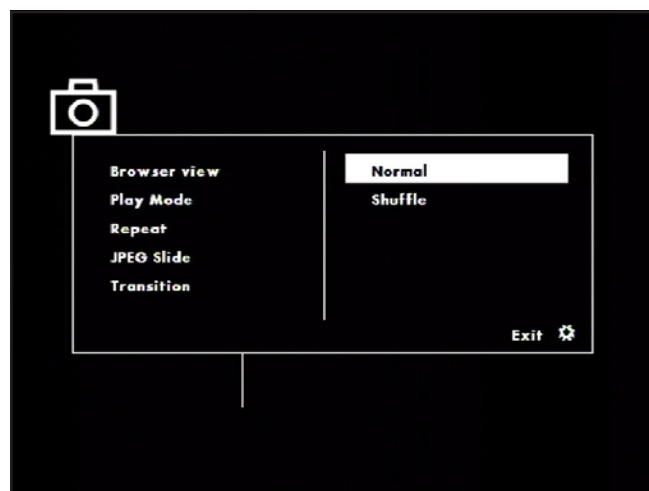 Browser view
Play Mode
Repeat
JPEG Slide
Transition
Normal
Shuffle
Exit